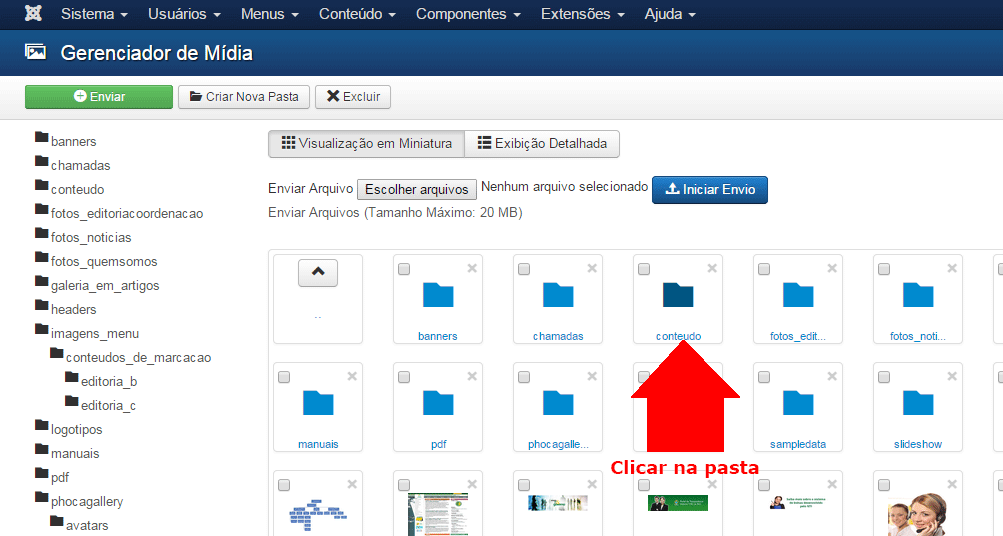 Sistema Usuários Menus Conteúdo Componentes Extensões Ajuda
Gerenciador de Mídia
Enviar Criar Nova Pasta Excluir
banners
chamadas
conteudo
fotos_editoriacoordenacao
fotos_noticias
fotos_quemsomos
galeria_em_artigos
headers
imagens_menu
conteudos_de_marcacao
editoria_b
editoria_c
logotipos
manuais
pdf
phocagallery
avatars
Visualização em Miniatura Exibição Detalhada
Enviar Arquivo Escolher arquivos Nenhum arquivo selecionado Iniciar Envio
Enviar Arquivos (Tamanho Máximo: 20 MB)
..
banners chamadas conteudo fotos_edit... fotos_noti...
manuais pdf phocagalle... sampledata slideshow
Clicar na pasta